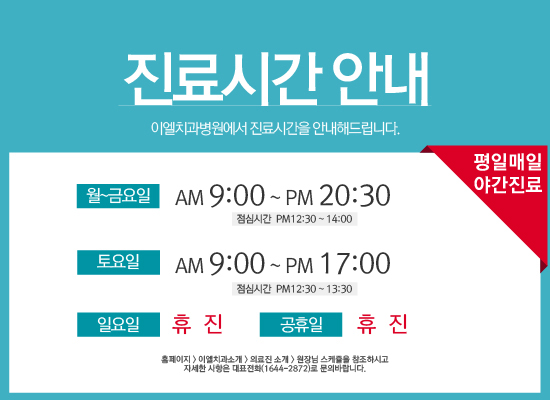 진료시간 안내
이엘치과병원에서 진료시간을 안내해드립니다.
평일매일
야간진료
월~금요일 AM 9:00 ~ PM 20:30
점심시간 PM12:30 ~ 14:00
토요일 AM 9:00 ~ PM 17:00
점심시간 PM12:30 ~ 13:30
일요일 휴 진 공휴일 휴 진
홈페이지 > 이엘치과소개 > 의료진 소개 > 원장님 스케줄을 참조하시고
자세한 사항은 대표전화(1644-2872)로 문의바랍니다.